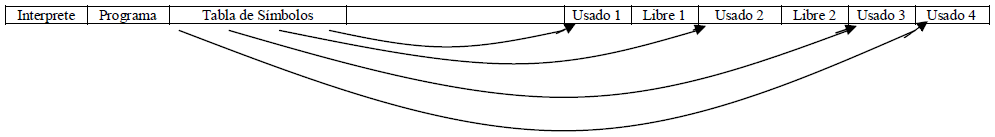 Interprete Programa Tabla de Símbolos Usado 1 Libre 1 Usado 2 Libre 2 Usado 3 Usado 4